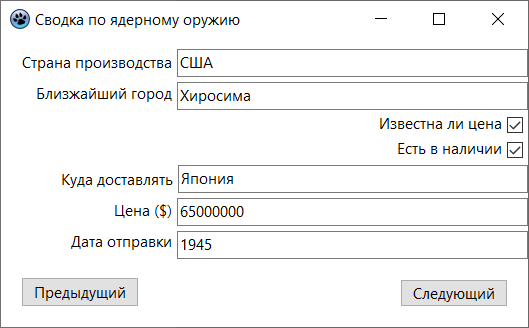 Сводка по ядерному оружию
Страна производства США
Близжайший город Хиросима
Известна ли цена
Есть в наличии
Куда доставлять Япония
Цена ($) 65000000
Дата отправки 1945
Предыдущий Следующий